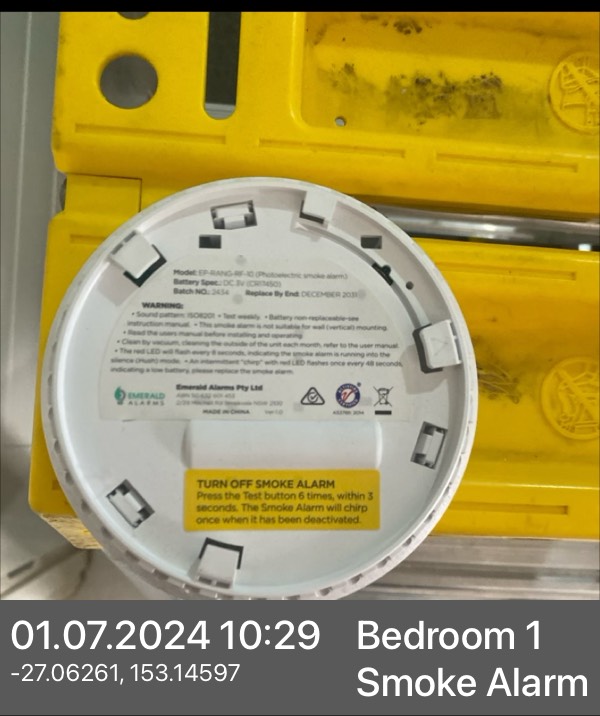 Model: EP-RANG-RF-10 (Photoelectric smoke alarm)
Battery Spec.: DC 3V (CR17450)
Batch NO.: 2434 Replace By End: DECEMBER 2031
WARNING:
• Sound pattern: ISO8201 • Test weekly. • Battery non-replaceable-see
instruction manual. • This smoke alarm is not suitable for wall (vertical) mounting.
• Read the users manual before installing and operating
• Clean by vacuum, cleaning the outside of the unit each month, refer to the user manual.
• The red LED will flash every 8 seconds, indicating the smoke alarm is running into the
silence (Hush) mode. • An intermittent "chirp" with red LED flashes once every 48 seconds,
indicating a low battery, please replace the smoke alarm.
EMERALD
ALARMS
Emerald Alarms Pty Ltd
MADE IN CHINA Ver:1.0
TURN OFF SMOKE ALARM
Press the Test button 6 times, within 3
seconds. The Smoke Alarm will chirp
once when it has been deactivated.
01.07.2024 10:29
-27.06261, 153.14597
Bedroom 1
Smoke Alarm